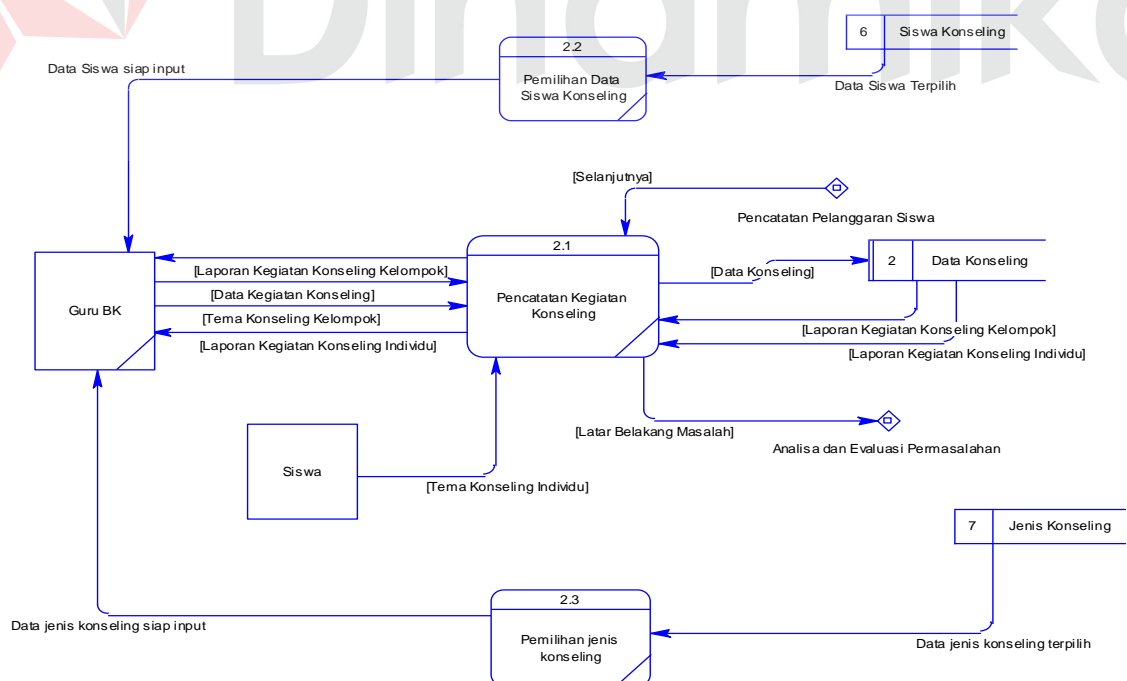 Dinamika
6 Siswa Konseling
2.2
Pemilihan Data
Siswa Konseling
Data Siswa siap input
Data Siswa Terpilih
[Selanjutnya]
Pencatatan Pelanggaran Siswa
2.1
Pencatatan Kegiatan
Konseling
Guru BK
[Laporan Kegiatan Konseling Kelompok]
[Data Kegiatan Konseling]
[Tema Konseling Kelompok]
[Laporan Kegiatan Konseling Individu]
[Data Konseling]
2 Data Konseling
[Laporan Kegiatan Konseling Kelompok]
[Laporan Kegiatan Konseling Individu]
[Latar Belakang Masalah]
Analisa dan Evaluasi Permasalahan
Siswa
[Tema Konseling Individu]
7 Jenis Konseling
2.3
Pemilihan jenis
konseling
Data jenis konseling siap input
Data jenis konseling terpilih